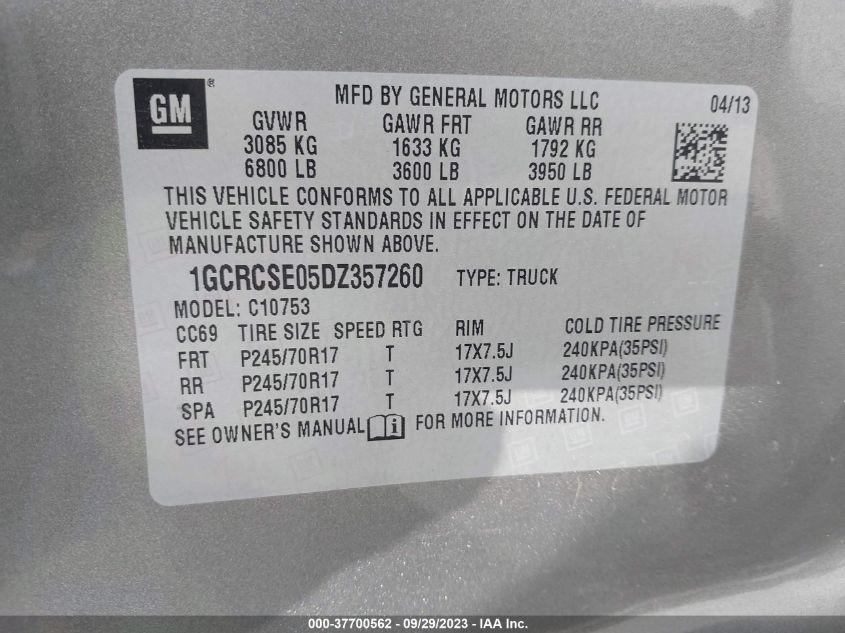 GM®
MFD BY GENERAL MOTORS LLC 04/13
GVWR GAWR FRT GAWR RR
3085 KG 1633 KG 1792 KG
6800 LB 3600 LB 3950 LB
THIS VEHICLE CONFORMS TO ALL APPLICABLE U.S. FEDERAL MOTOR
VEHICLE SAFETY STANDARDS IN EFFECT ON THE DATE OF
MANUFACTURE SHOWN ABOVE.
1GCRCSE05DZ357260 TYPE: TRUCK
MODEL: C10753
CC69 TIRE SIZE SPEED RTG RIM COLD TIRE PRESSURE
FRT P245/70R17 T 17X7.5J 240KPA(35PSI)
RR P245/70R17 T 17X7.5J 240KPA(35PSI)
SPA P245/70R17 T 17X7.5J 240KPA(35PSI)
SEE OWNER'S MANUAL i FOR MORE INFORMATION.
000-37700562 - 09/29/2023 - IAA Inc.